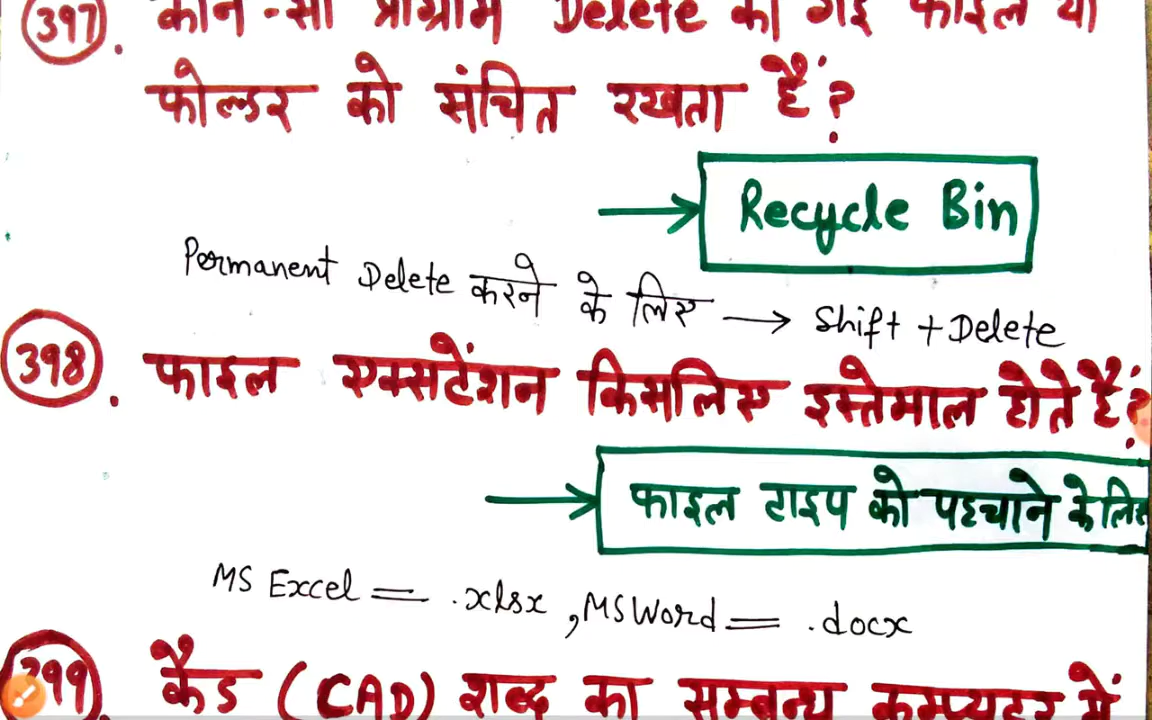 397. कौन-सा प्रोग्राम Delete की गई फाइल या
फोल्डर को संचित रखता हैं?
→ Recycle Bin
Permanent Delete करने के लिए → Shift + Delete
398. फाइल एक्सटेंशन किसलिए इस्तेमाल होते हैं?
→ फाइल टाइप को पहचाने के लिए
MS Excel = .xlsx, MS Word = .docx
399. कैड (CAD) शब्द का सम्बन्ध कम्प्यूटर में